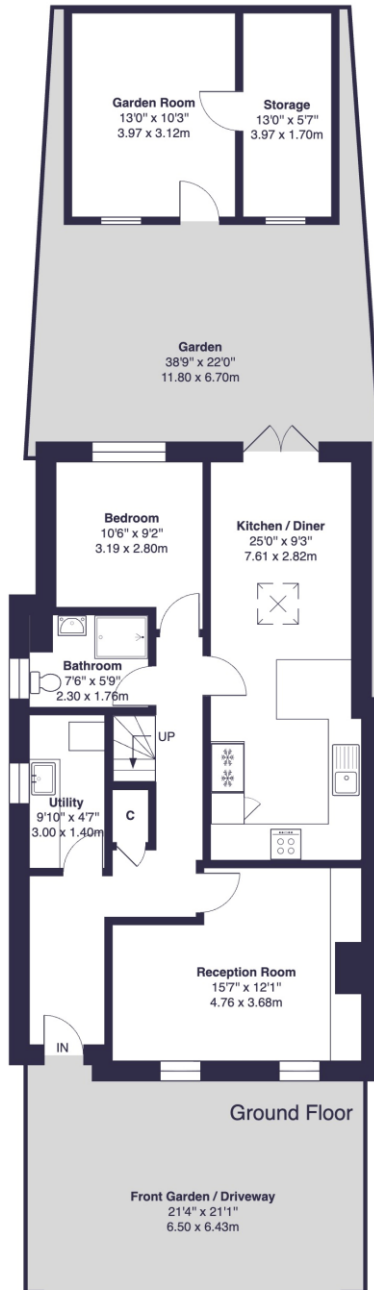 Garden Room
13'0" x 10'3"
3.97 x 3.12m
Storage
13'0" x 5'7"
3.97 x 1.70m
Garden
38'9" x 22'0"
11.80 x 6.70m
Bedroom
10'6" x 9'2"
3.19 x 2.80m
Kitchen / Diner
25'0" x 9'3"
7.61 x 2.82m
Bathroom
7'6" x 5'9"
2.30 x 1.76m
UP
Utility
9'10" x 4'7"
3.00 x 1.40m
C
Reception Room
15'7" x 12'1"
4.76 x 3.68m
IN
Ground Floor
Front Garden / Driveway
21'4" x 21'1"
6.50 x 6.43m